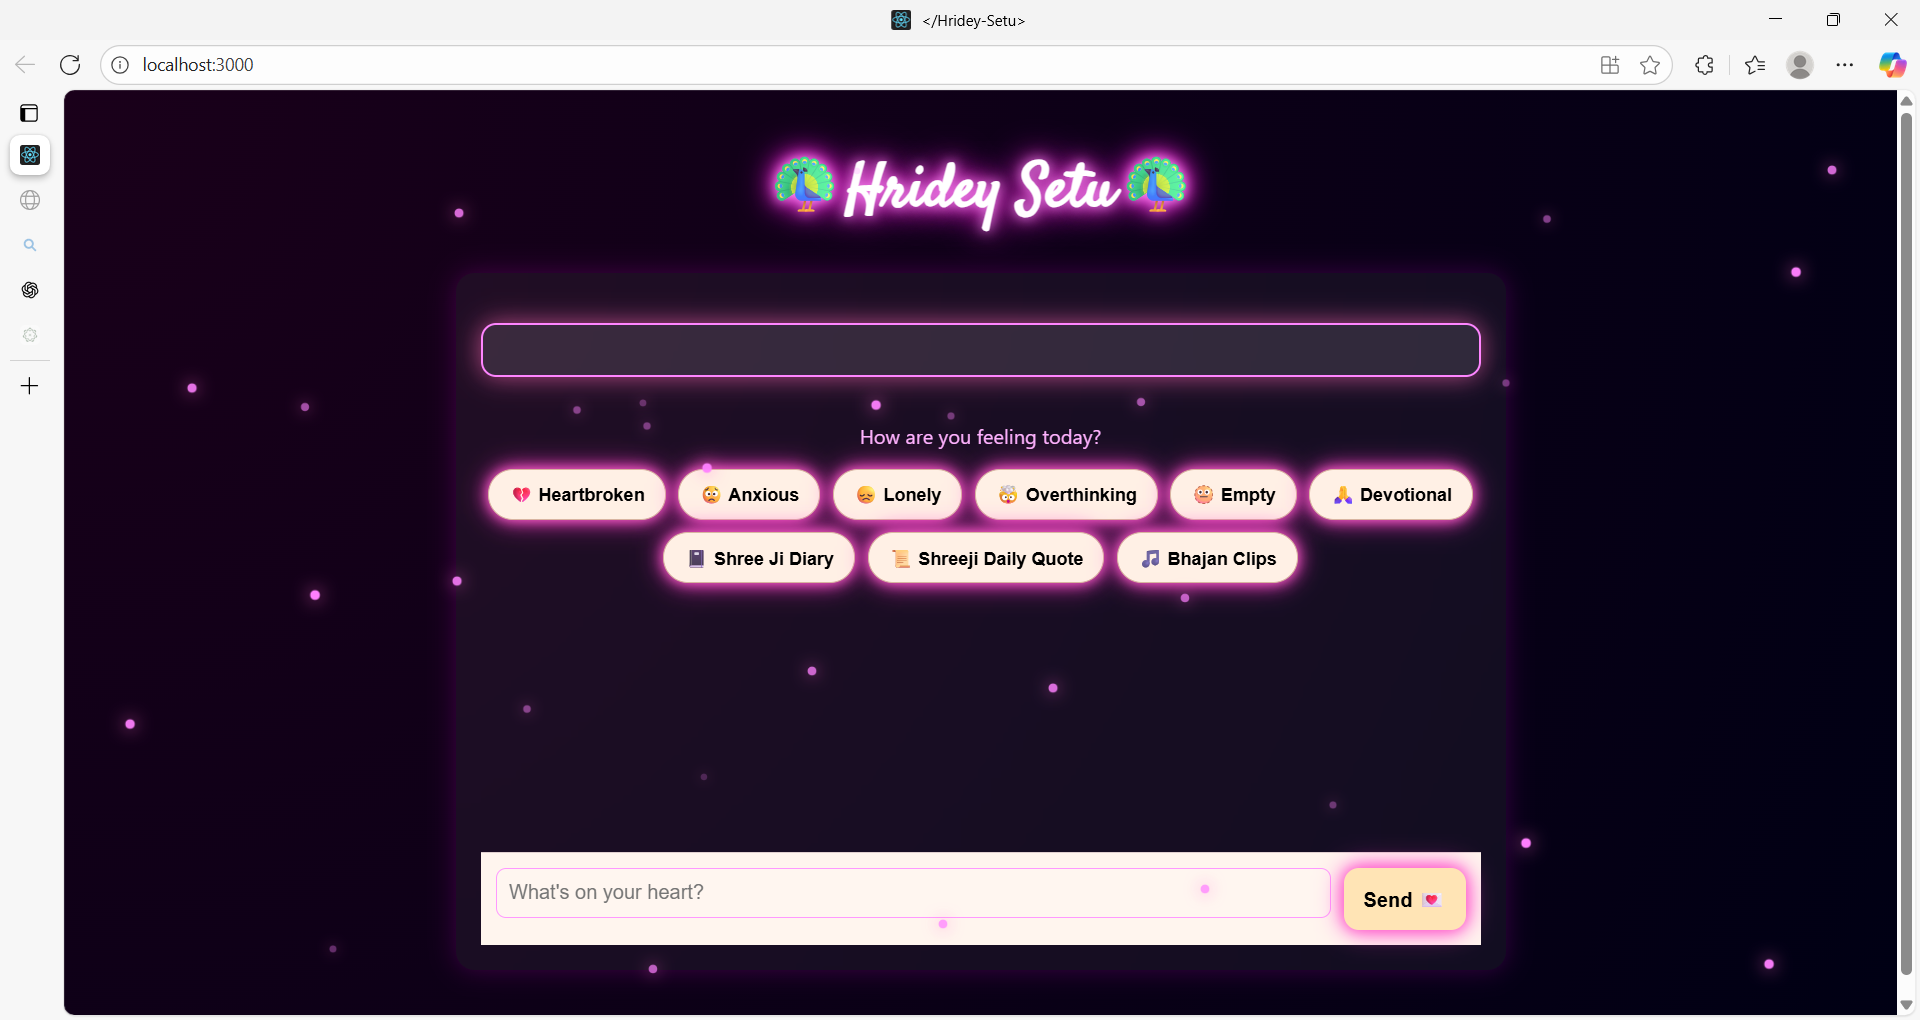 </Hridey-Setu>
localhost:3000
🦚Hridey Setu🦚
How are you feeling today?
💔 Heartbroken 😟 Anxious 😞 Lonely 🤯 Overthinking 😶 Empty 🙏 Devotional
📓 Shree Ji Diary 📜 Shreeji Daily Quote 🎵 Bhajan Clips
What's on your heart?
Send 💌